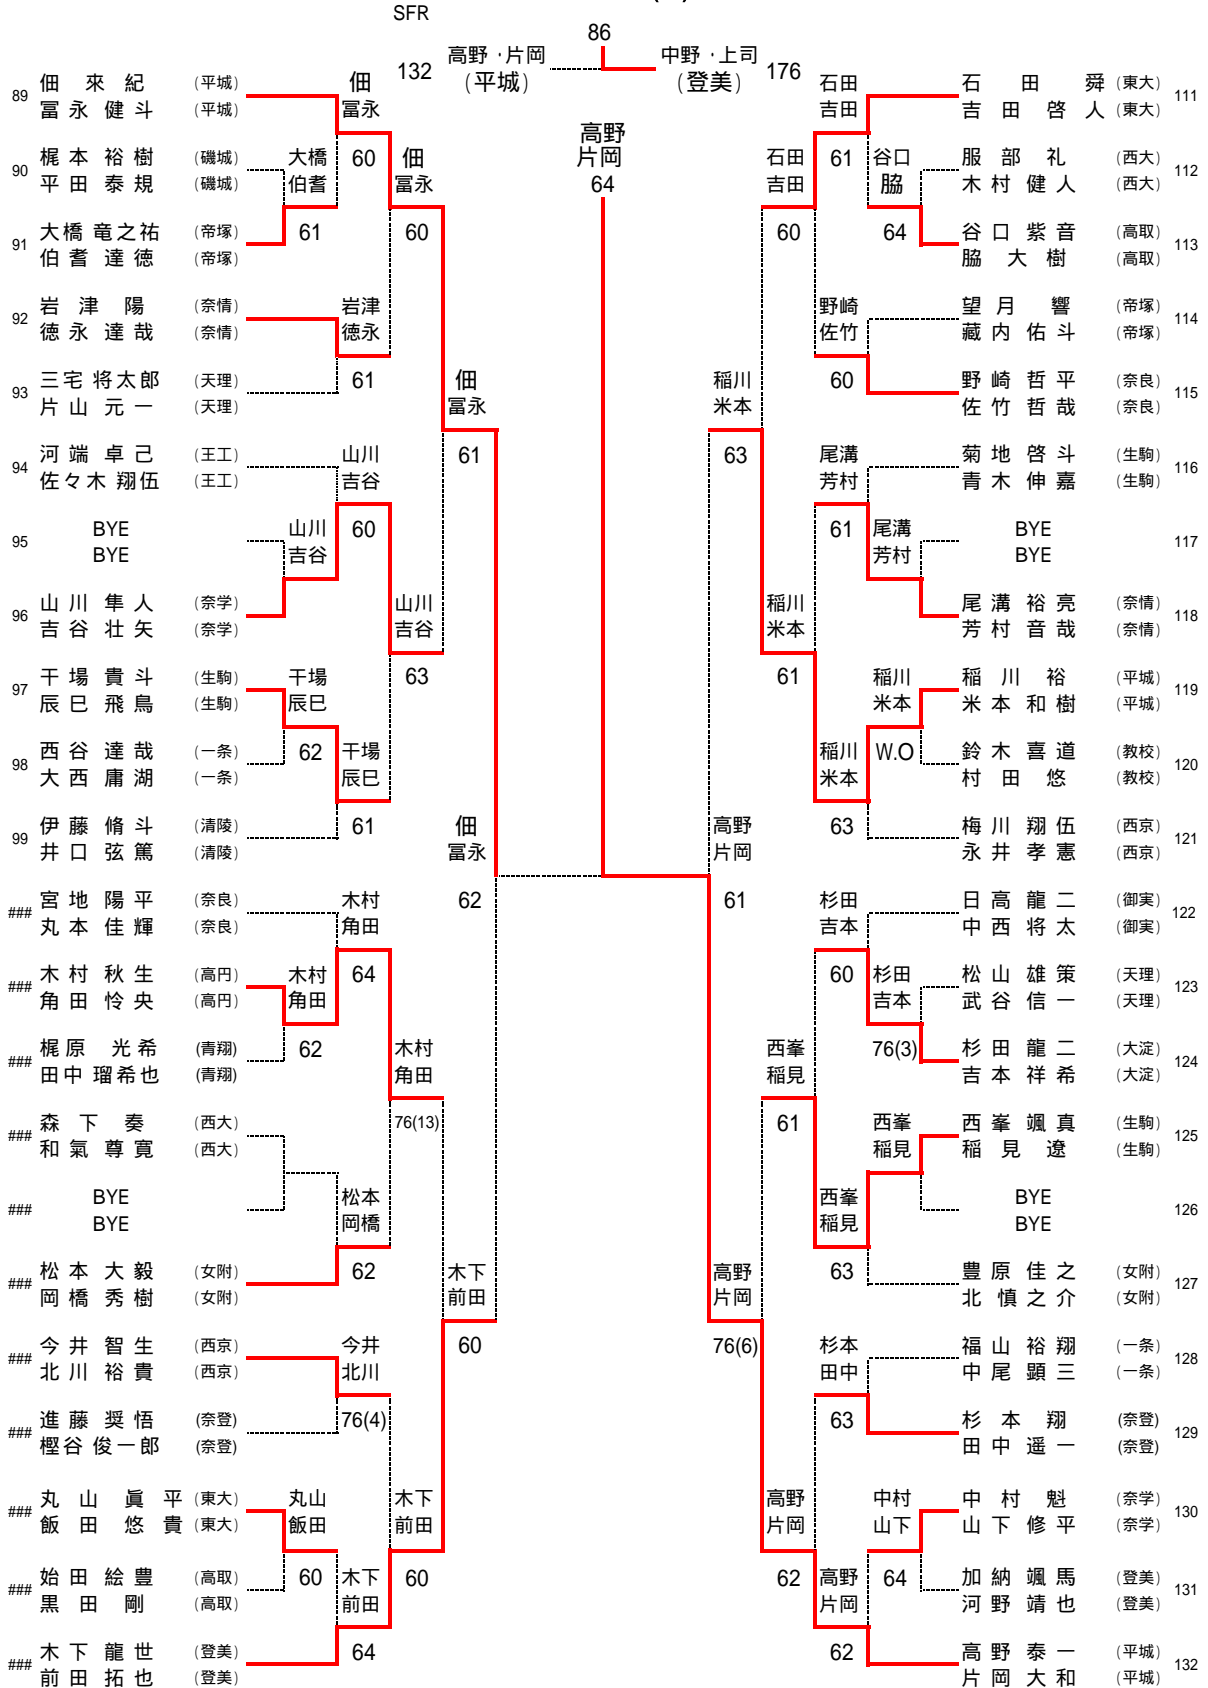 SFR
86
132 高野・片岡 中野・上司 176
(平城) (登美)
高野
片岡
64
89 佃 來 紀 (平城)
冨永健斗 (平城)
90 梶本裕樹 (磯城)
平田泰規 (磯城)
91 大橋竜之祐 (帝塚)
伯耆達徳 (帝塚)
92 岩津陽 (奈情)
徳永達哉 (奈情)
93 三宅将太郎 (天理)
片山元一 (天理)
94 河端卓己 (王工)
佐々木翔伍 (王工)
95 BYE
BYE
96 山川隼人 (奈学)
吉谷壮矢 (奈学)
97 干場貴斗 (生駒)
辰巳飛鳥 (生駒)
98 西谷達哉 (一条)
大西庸湖 (一条)
99 伊藤脩斗 (清陵)
井口弦篤 (清陵)
### 宮地陽平 (奈良)
丸本佳輝 (奈良)
### 木村秋生 (高円)
角田怜央 (高円)
### 梶原光希 (青翔)
田中瑠希也 (青翔)
### 森下奏 (西大)
和氣尊寛 (西大)
### BYE
BYE
### 松本大毅 (女附)
岡橋秀樹 (女附)
### 今井智生 (西京)
北川裕貴 (西京)
### 進藤奨悟 (奈登)
樫谷俊一郎 (奈登)
### 丸山眞平 (東大)
飯田悠貴 (東大)
### 始田絵豊 (高取)
黒田剛 (高取)
### 木下龍世 (登美)
前田拓也 (登美)
佃
冨永
60
大橋
伯耆
61
岩津
徳永
61
山川
吉谷
60
山川
吉谷
干場
辰巳
62
干場
辰巳
61
木村
角田
64
木村
角田
62
松本
岡橋
62
今井
北川
76(4)
丸山
飯田
60
木下
前田
64
佃
冨永
60
山川
吉谷
63
木村
角田
76(13)
木下
前田
60
佃
冨永
61
木下
前田
60
佃
冨永
62
石田
吉田
61
谷口
脇
64
野崎
佐竹
60
尾溝
芳村
61
尾溝
芳村
稲川
米本
W.O
稲川
米本
63
杉田
吉本
60
杉田
吉本
76(3)
西峯
稲見
西峯
稲見
63
杉本
田中
63
中村
山下
64
高野
片岡
62
石田
吉田
60
稲川
米本
61
西峯
稲見
61
高野
片岡
62
稲川
米本
63
高野
片岡
76(6)
高野
片岡
61
石田舜 (東大) 111
吉田啓人 (東大)
服部礼 (西大) 112
木村健人 (西大)
谷口紫音 (高取) 113
脇大樹 (高取)
望月響 (帝塚) 114
藏内佑斗 (帝塚)
野崎哲平 (奈良) 115
佐竹哲哉 (奈良)
菊地啓斗 (生駒) 116
青木伸嘉 (生駒)
BYE 117
BYE
尾溝裕亮 (奈情) 118
芳村音哉 (奈情)
稲川裕 (平城) 119
米本和樹 (平城)
鈴木喜道 (教校) 120
村田悠 (教校)
梅川翔伍 (西京) 121
永井孝憲 (西京)
日高龍二 (御実) 122
中西将太 (御実)
松山雄策 (天理) 123
武谷信一 (天理)
杉田龍二 (大淀) 124
吉本祥希 (大淀)
西峯颯真 (生駒) 125
稲見遼 (生駒)
BYE 126
BYE
豊原佳之 (女附) 127
北慎之介 (女附)
福山裕翔 (一条) 128
中尾顕三 (一条)
杉本翔 (奈登) 129
田中遥一 (奈登)
中村魁 (奈学) 130
山下修平 (奈学)
加納颯馬 (登美) 131
河野靖也 (登美)
高野泰一 (平城) 132
片岡大和 (平城)